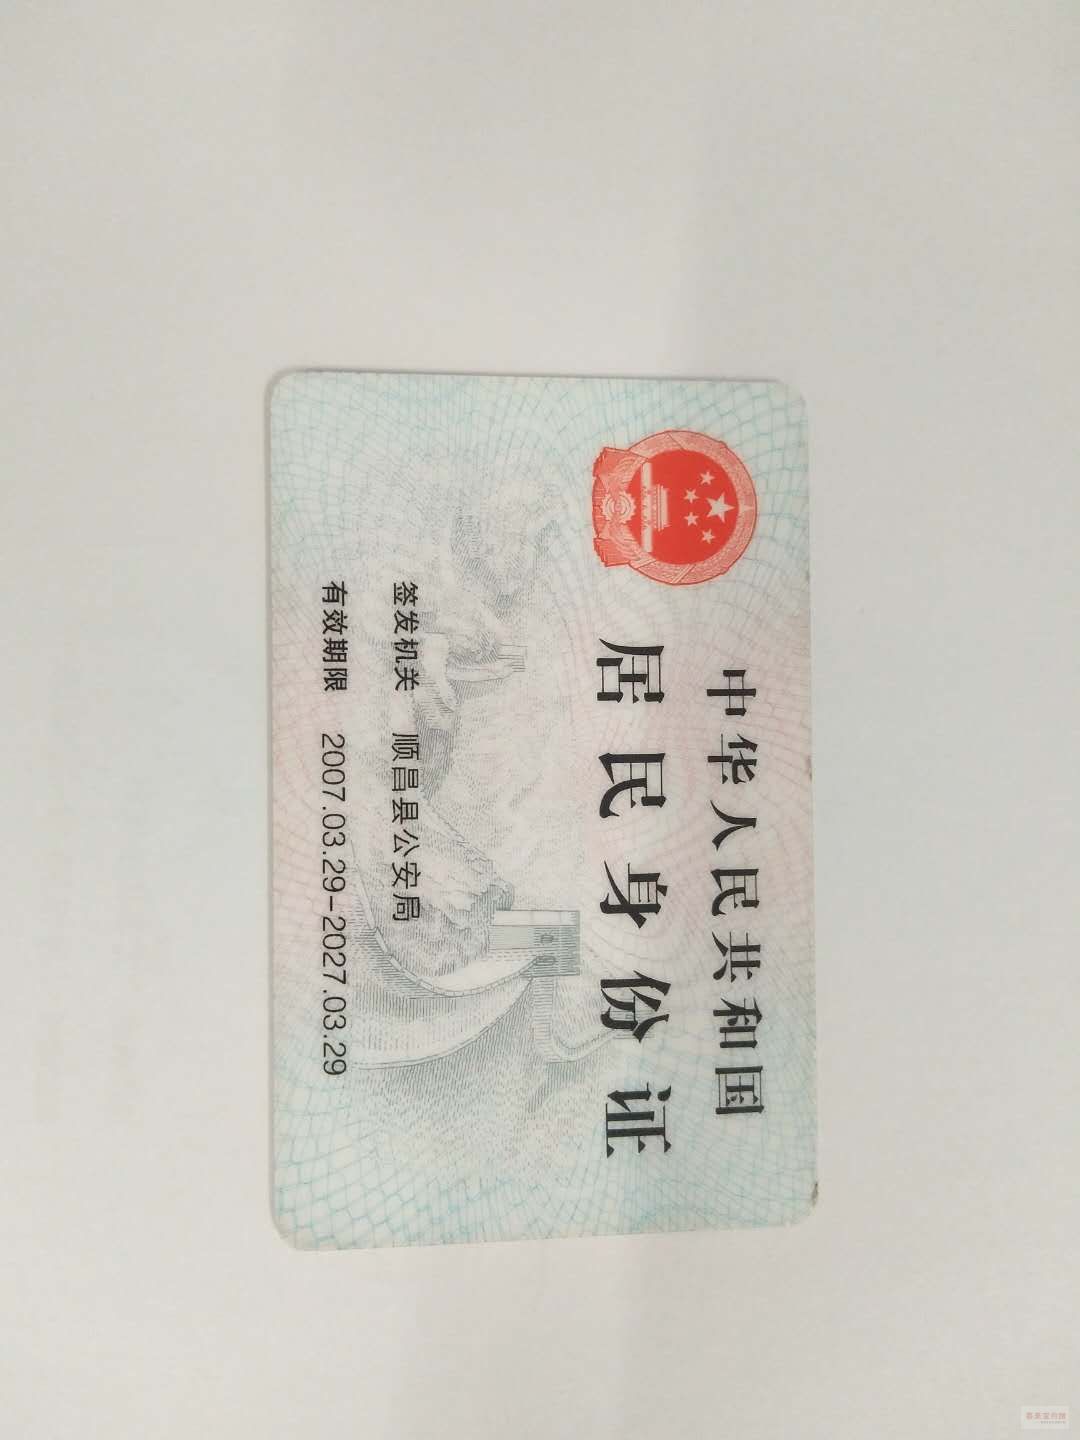 中华人民共和国
居民身份证
签发机关 顺昌县公安局
有效期限 2007.03.29-2027.03.29